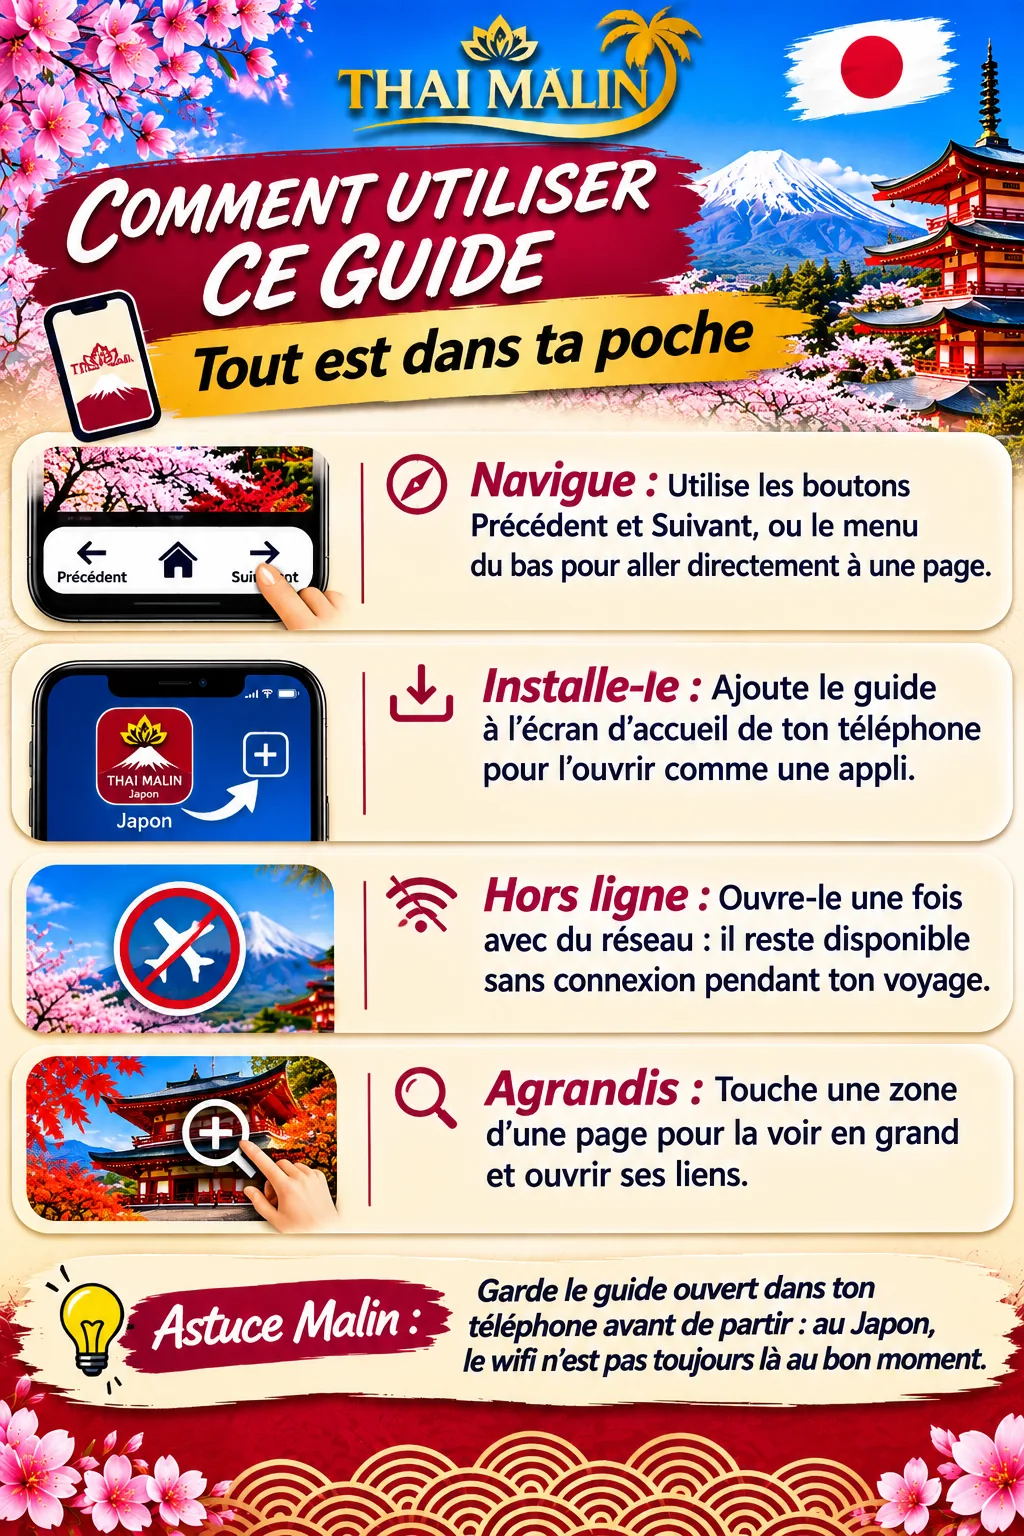 THAI MALIN
COMMENT UTILISER
CE GUIDE
Tout est dans ta poche
Précédent
Navigue : Utilise les boutons
Précédent et Suivant, ou le menu
du bas pour aller directement à une page.
THAI MALIN
Japon
Japon
Installe-le : Ajoute le guide
à l'écran d'accueil de ton téléphone
pour l'ouvrir comme une appli.
Hors ligne : Ouvre-le une fois
avec du réseau : il reste disponible
sans connexion pendant ton voyage.
Agrandis : Touche une zone
d'une page pour la voir en grand
et ouvrir ses liens.
Astuce Malin :
Garde le guide ouvert dans ton
téléphone avant de partir : au Japon,
le wifi n'est pas toujours là au bon moment.